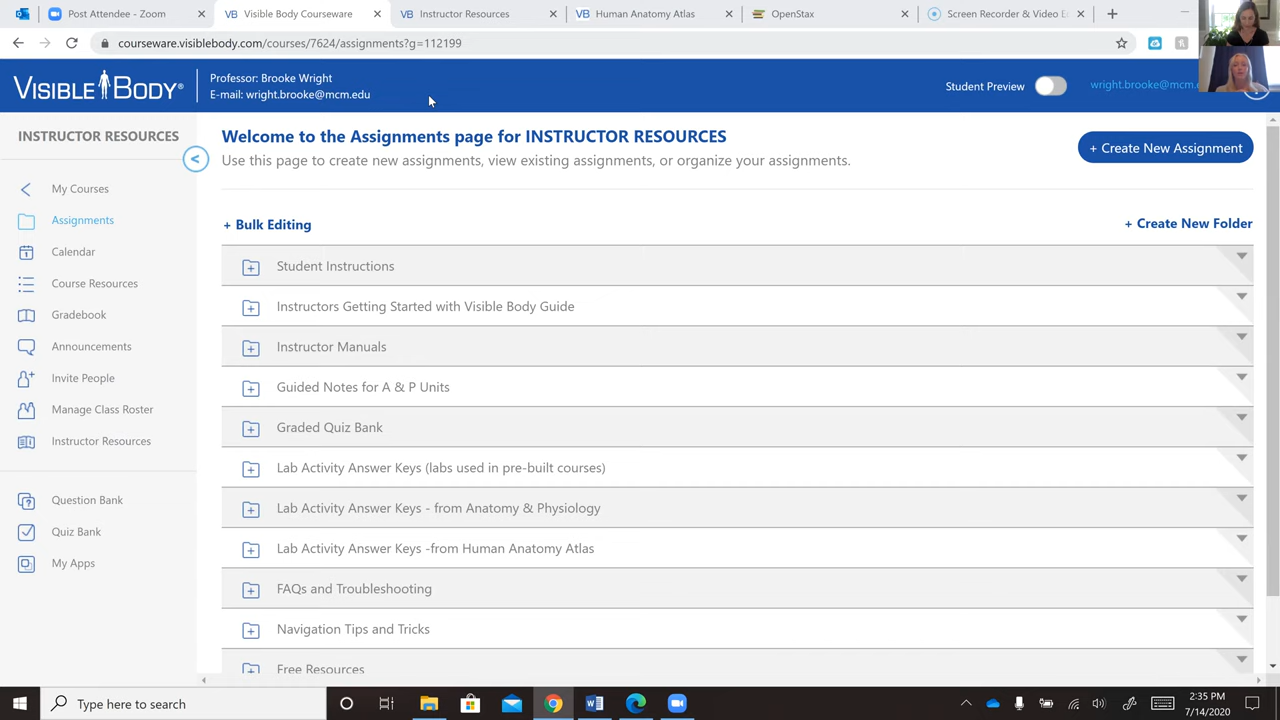 Post Attendee - Zoom
Visible Body Courseware
Instructor Resources
Human Anatomy Atlas
OpenStax
Screen Recorder & Video E
courseware.visiblebody.com/courses/7624/assignments?g=112199
VISIBLE BODY®
Professor: Brooke Wright
E-mail: wright.brooke@mcm.edu
Student Preview
wright.brooke@mcm.e
INSTRUCTOR RESOURCES
My Courses
Assignments
Calendar
Course Resources
Gradebook
Announcements
Invite People
Manage Class Roster
Instructor Resources
Question Bank
Quiz Bank
My Apps
Welcome to the Assignments page for INSTRUCTOR RESOURCES
Use this page to create new assignments, view existing assignments, or organize your assignments.
+ Create New Assignment
+ Bulk Editing
+ Create New Folder
Student Instructions
Instructors Getting Started with Visible Body Guide
Instructor Manuals
Guided Notes for A & P Units
Graded Quiz Bank
Lab Activity Answer Keys (labs used in pre-built courses)
Lab Activity Answer Keys - from Anatomy & Physiology
Lab Activity Answer Keys -from Human Anatomy Atlas
FAQs and Troubleshooting
Navigation Tips and Tricks
Free Resources
Type here to search
2:35 PM
7/14/2020